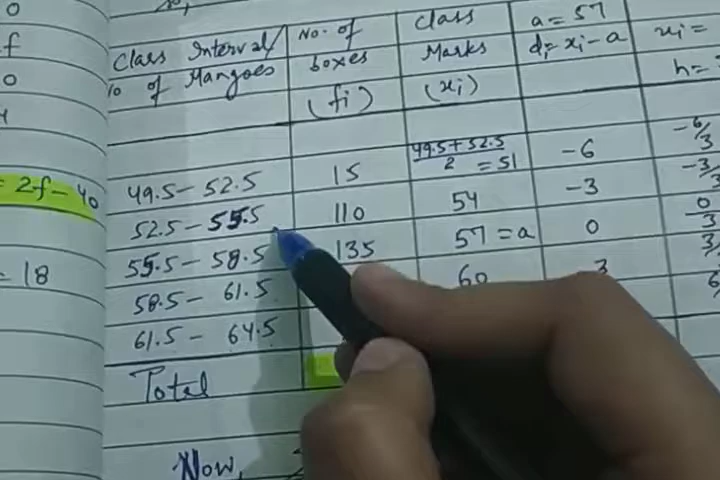 0
f
0
= 2f - 40
= 18
Class Interval/ No. of Class a = 57 xi =
No of Mangoes boxes Marks di = xi - a h =
(fi) (xi)
49.5 - 52.5 15 49.5 + 52.5 / 2 = 51 -6 -6/3
52.5 - 55.5 110 54 -3 -3/3
55.5 - 58.5 135 57 = a 0 0/3
58.5 - 61.5 60 3 3/
61.5 - 64.5 6/
Total
Now,